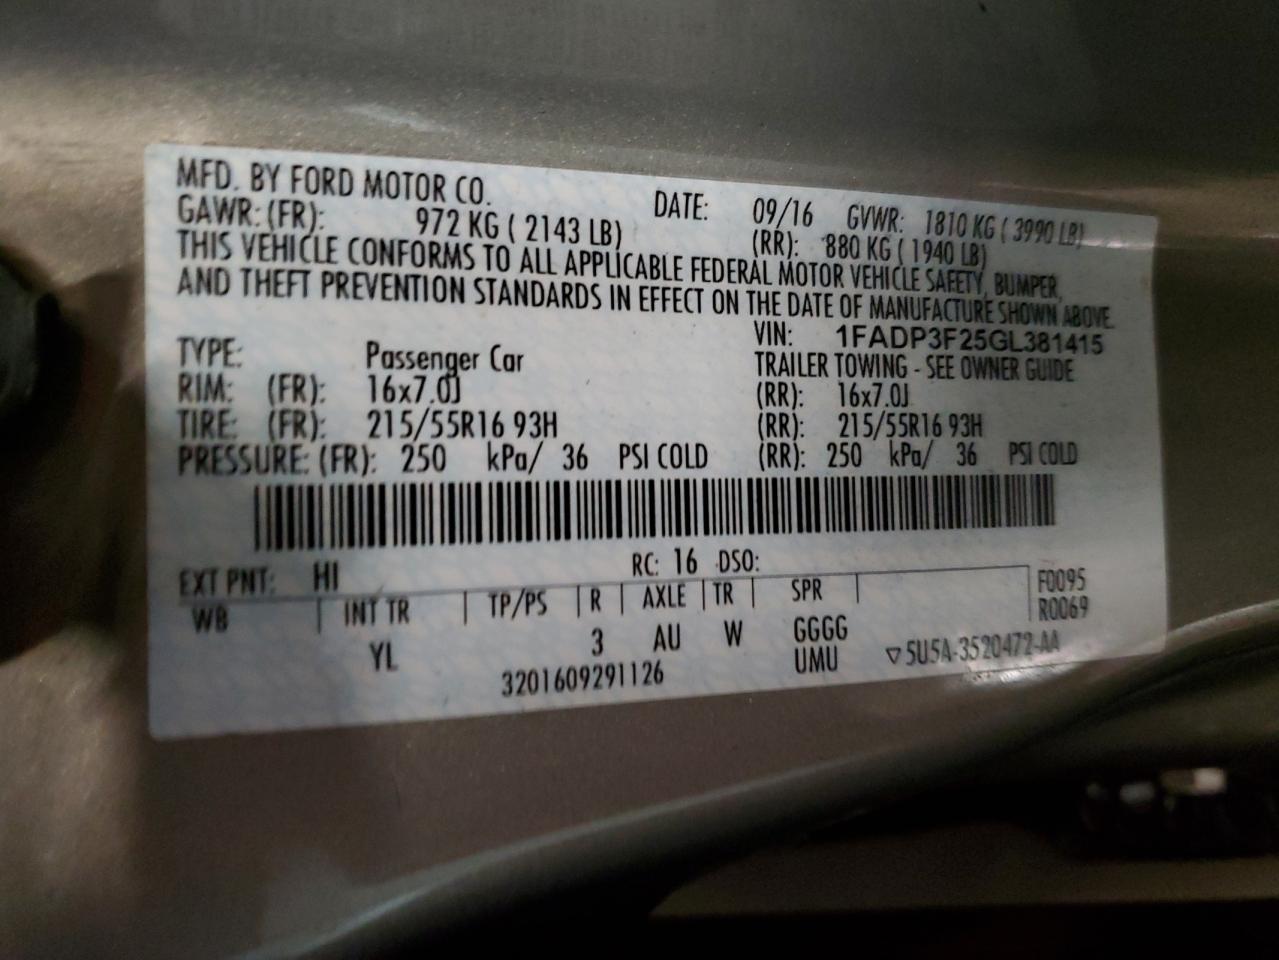 MFD. BY FORD MOTOR CO.
DATE: 09/16 GVWR: 1810 KG ( 3990 LB)
GAWR: (FR): 972 KG ( 2143 LB) (RR): 880 KG ( 1940 LB)
THIS VEHICLE CONFORMS TO ALL APPLICABLE FEDERAL MOTOR VEHICLE SAFETY, BUMPER,
AND THEFT PREVENTION STANDARDS IN EFFECT ON THE DATE OF MANUFACTURE SHOWN ABOVE.
VIN: 1FADP3F25GL381415
TYPE: Passenger Car TRAILER TOWING - SEE OWNER GUIDE
RIM: (FR): 16x7.0J (RR): 16x7.0J
TIRE: (FR): 215/55R16 93H (RR): 215/55R16 93H
PRESSURE: (FR): 250 kPa/ 36 PSI COLD (RR): 250 kPa/ 36 PSI COLD
EXT PNT: HI RC: 16 DSO:
WB INT TR TP/PS R AXLE TR SPR F0095
R0069
YL 3 AU W GGGG
UMU ▽5U5A-3520472-AA
3201609291126